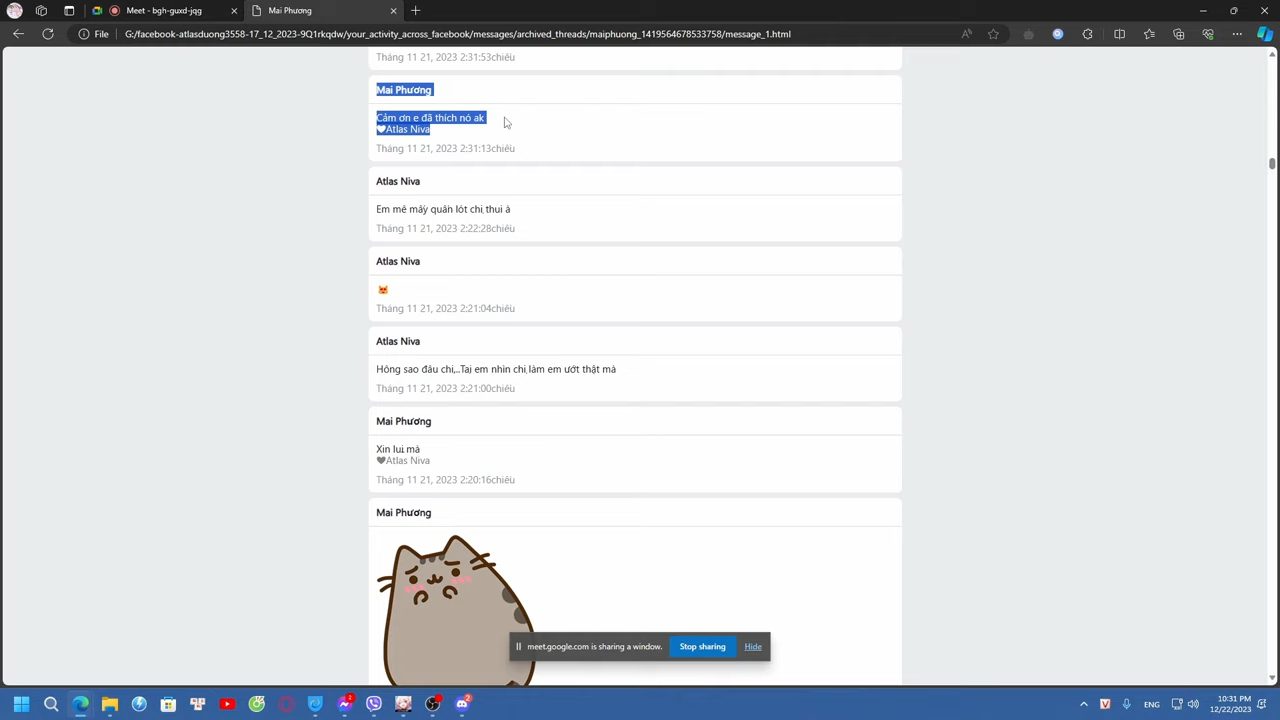 Meet - bgh-guxd-jqg
Mai Phương
File
G:/facebook-atlasduong3558-17_12_2023-9Q1rkqdw/your_activity_across_facebook/messages/archived_threads/maiphuong_1419564678533758/message_1.html
Tháng 11 21, 2023 2:31:53chiều
Mai Phương
Cảm ơn e đã thích nó ak
❤Atlas Niva
Tháng 11 21, 2023 2:31:13chiều
Atlas Niva
Em mê mấy quần lót chị thui à
Tháng 11 21, 2023 2:22:28chiều
Atlas Niva
😻
Tháng 11 21, 2023 2:21:04chiều
Atlas Niva
Hông sao đâu chị,..Tại em nhìn chị làm em ướt thật mà
Tháng 11 21, 2023 2:21:00chiều
Mai Phương
Xin lụi mà
❤Atlas Niva
Tháng 11 21, 2023 2:20:16chiều
Mai Phương
meet.google.com is sharing a window.
Stop sharing
Hide
2
2
V
ENG
10:31 PM
12/22/2023